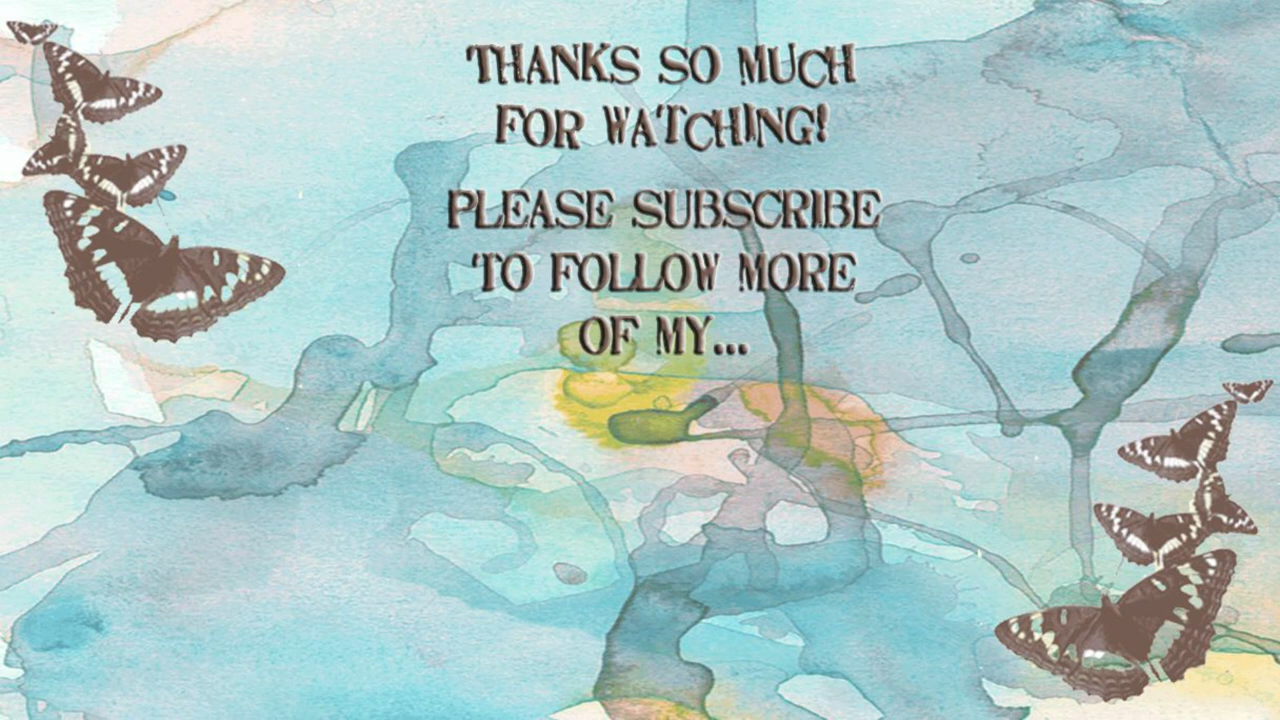 THANKS SO MUCH
FOR WATCHING!
PLEASE SUBSCRIBE
TO FOLLOW MORE
OF MY...